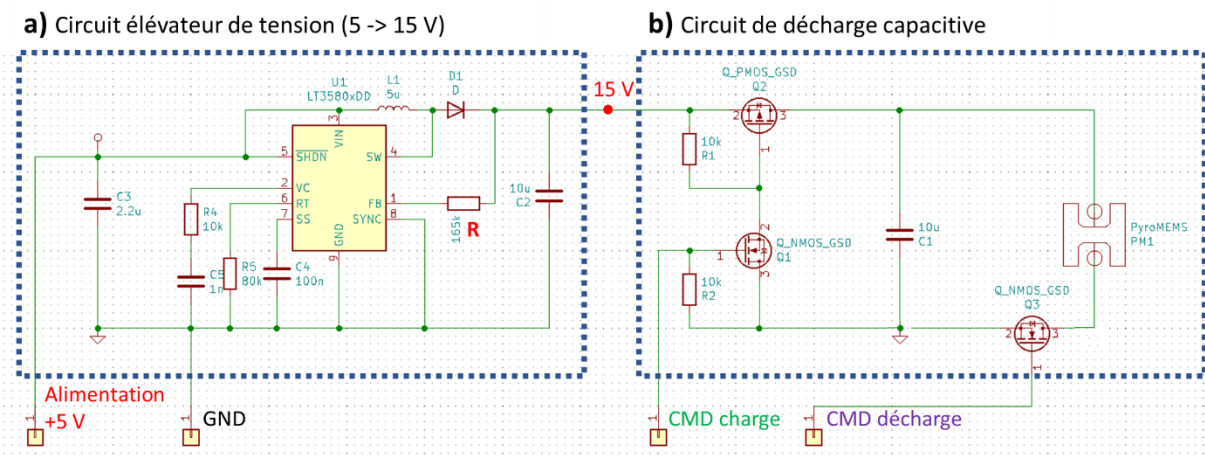 a) Circuit élévateur de tension (5 -> 15 V)
b) Circuit de décharge capacitive
U1
LT3580xDD
L1
5u
D1
D
15 V
Q_PMOS_GSD
Q2
3
VIN
2
3
1
5
SHDN
SW
4
10k
R1
C3
2.2u
2
VC
6
RT
7
SS
FB
1
SYNC
8
GND
9
10u
C2
165k
R
R4
10k
C5
1n
R5
80k
C4
100n
2
Q_NMOS_GSD
Q1
1
3
10k
R2
10u
C1
PyroMEMS
PM1
Q_NMOS_GSD
Q3
2
3
1
Alimentation
+5 V
1
GND
1
CMD charge
1
CMD décharge
1